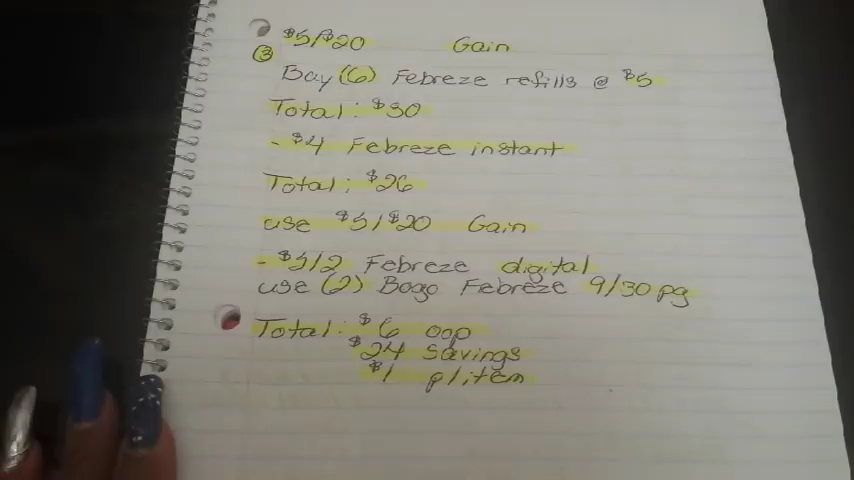 $5/$20 Gain
③ Buy (6) Febreze refills @ $5
Total: $30
- $4 Febreze instant
Total: $26
use $5/$20 Gain
- $5/2 Febreze digital
use (2) Bogo Febreze 9/30 pg
Total: $6 oop
$24 savings
$1 p/item